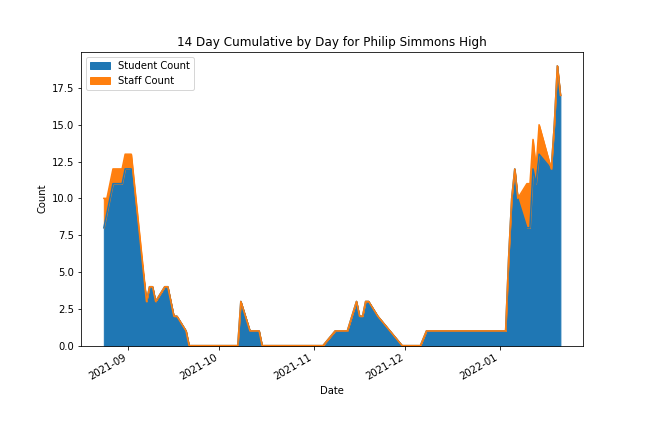 14 Day Cumulative by Day for Philip Simmons High
Student Count
Staff Count
17.5
15.0
12.5
10.0
7.5
5.0
2.5
0.0
Count
2021-09
2021-10
2021-11
2021-12
2022-01
Date